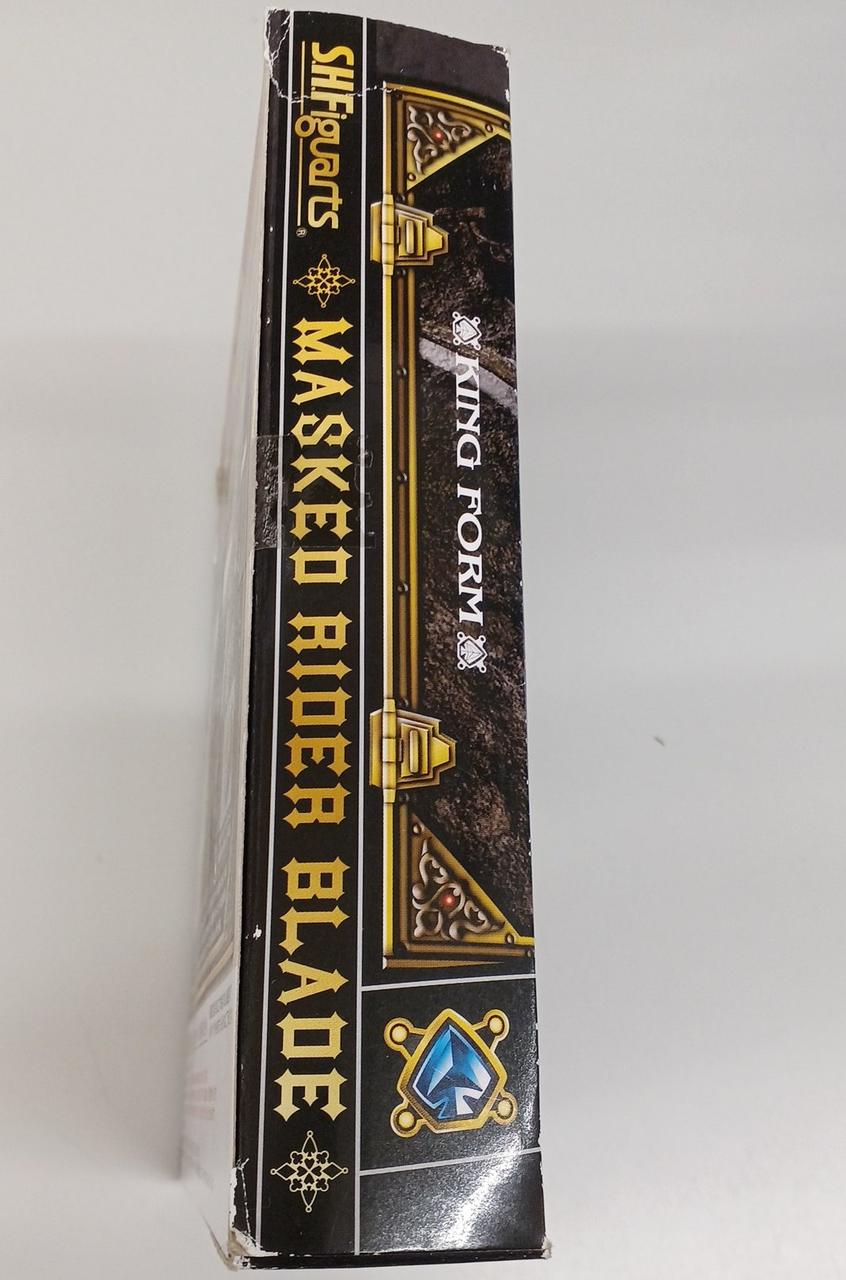 S.H.Figuarts®
MASKED RIDER BLADE
KING FORM